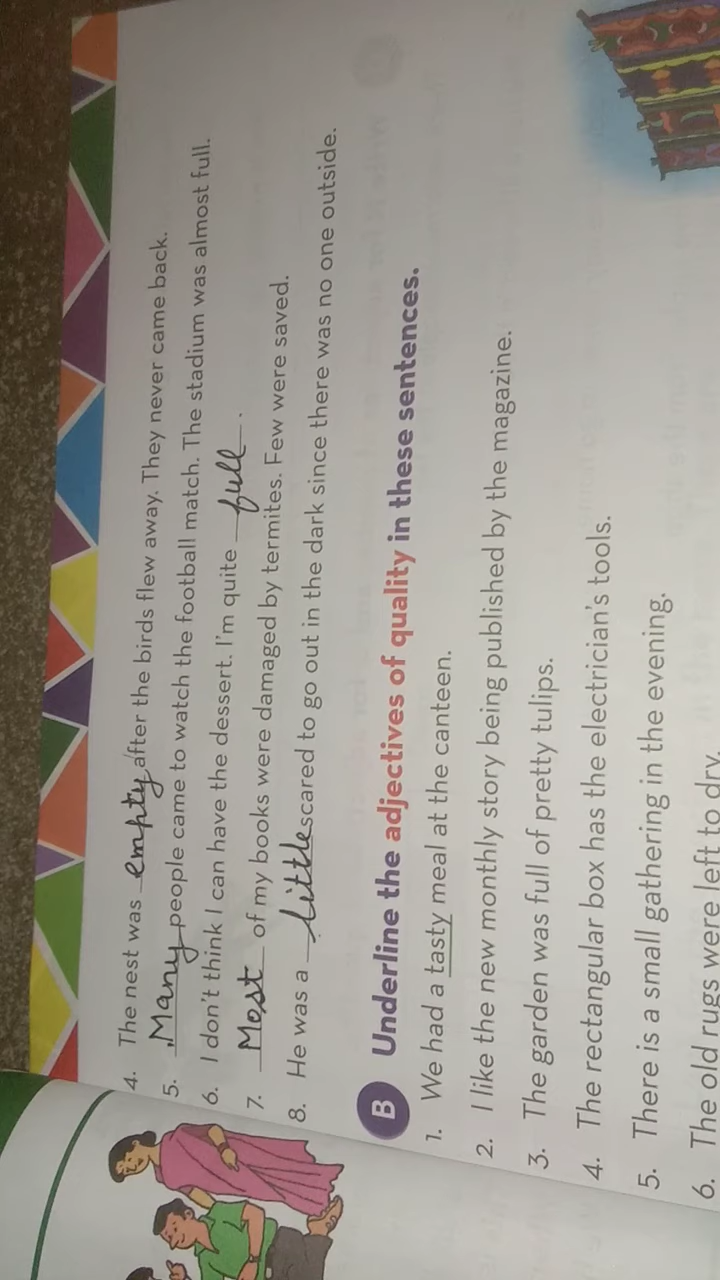 4. The nest was empty after the birds flew away. They never came back.
5. Many people came to watch the football match. The stadium was almost full.
6. I don't think I can have the dessert. I'm quite full.
7. Most of my books were damaged by termites. Few were saved.
8. He was a little scared to go out in the dark since there was no one outside.
B Underline the adjectives of quality in these sentences.
1. We had a tasty meal at the canteen.
2. I like the new monthly story being published by the magazine.
3. The garden was full of pretty tulips.
4. The rectangular box has the electrician's tools.
5. There is a small gathering in the evening.
6. The old rugs were left to dry.